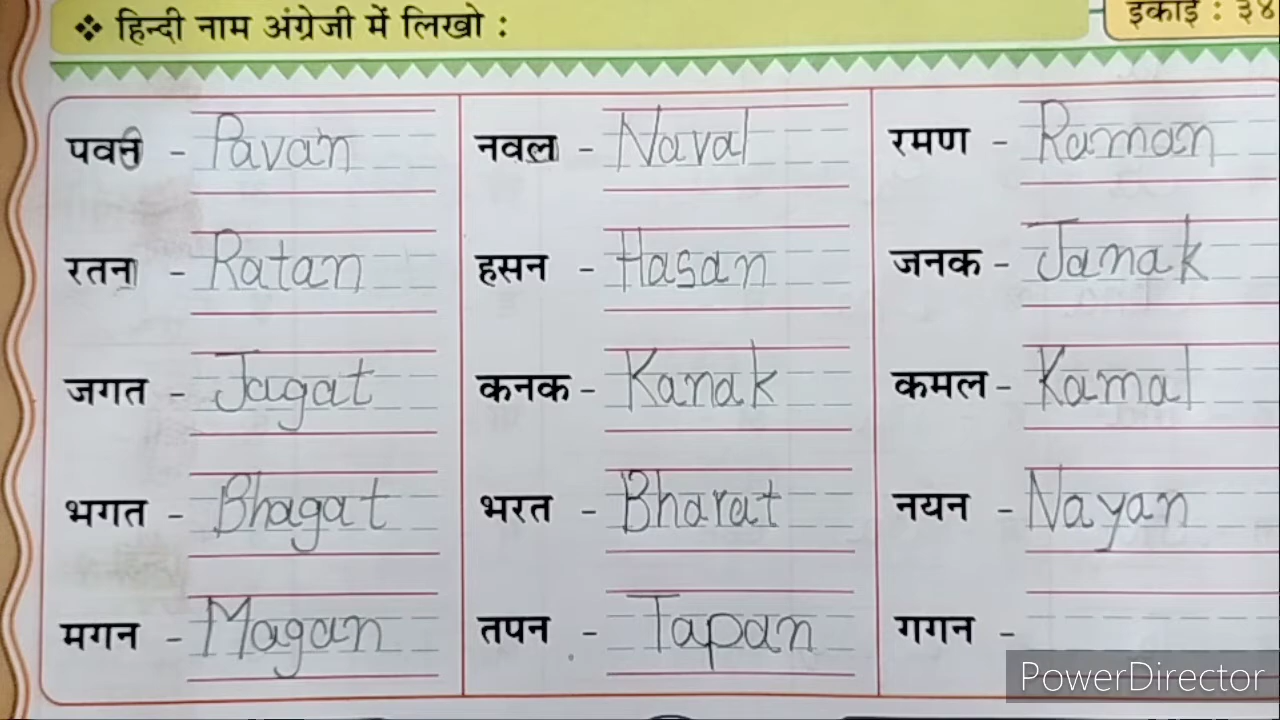 ❖ हिन्दी नाम अंग्रेजी में लिखो :
इकाई : ३४
पवन - Pavan
नवल - Naval
रमण - Raman
रतन - Ratan
हसन - Hasan
जनक - Janak
जगत - Jagat
कनक - Kanak
कमल - Kamal
भगत - Bhagat
भरत - Bharat
नयन - Nayan
मगन - Magan
तपन - Tapan
गगन -
PowerDirector